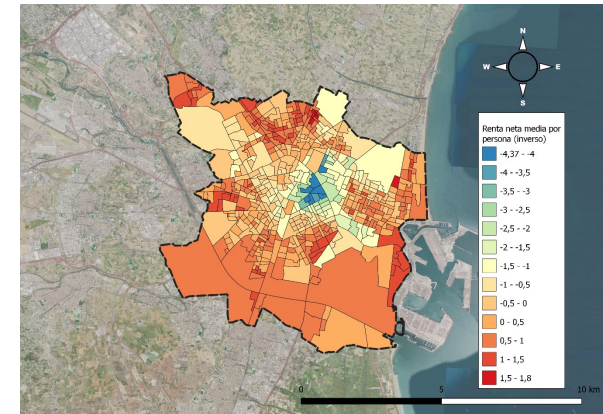 N
W E
S
Renta neta media por
persona (inverso)
-4,37 - -4
-4 - -3,5
-3,5 - -3
-3 - -2,5
-2,5 - -2
-2 - -1,5
-1,5 - -1
-1 - -0,5
-0,5 - 0
0 - 0,5
0,5 - 1
1 - 1,5
1,5 - 1,8
0 5 10 km